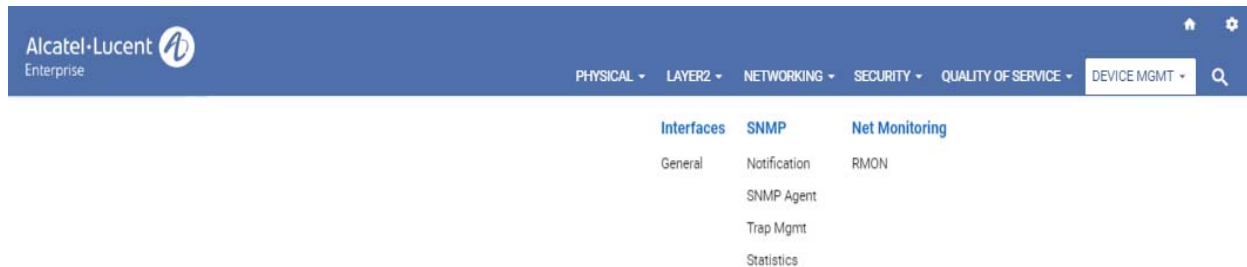 Alcatel·Lucent
Enterprise
PHYSICAL LAYER2 NETWORKING SECURITY QUALITY OF SERVICE DEVICE MGMT
Interfaces SNMP Net Monitoring
General Notification RMON
SNMP Agent
Trap Mgmt
Statistics